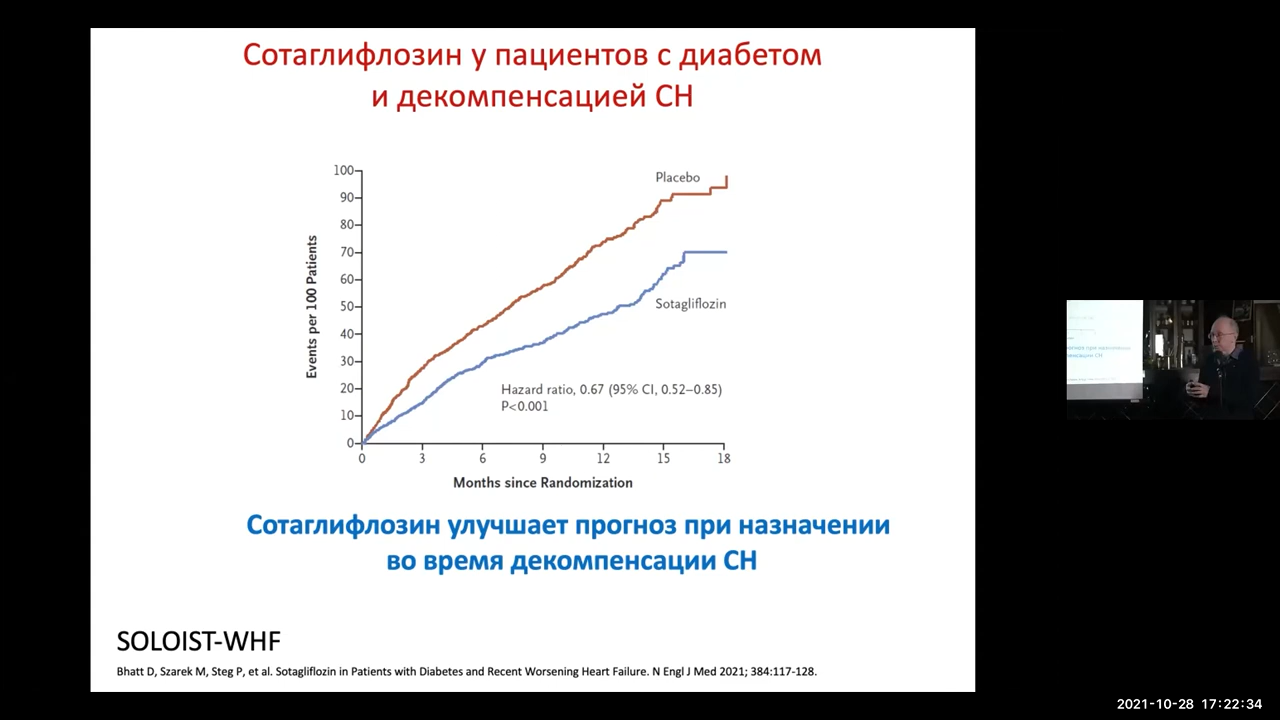 Сотаглифлозин у пациентов с диабетом
и декомпенсацией СН
Events per 100 Patients
100
90
80
70
60
50
40
30
20
10
0
Placebo
Sotagliflozin
Hazard ratio, 0.67 (95% CI, 0.52–0.85)
P<0.001
0 3 6 9 12 15 18
Months since Randomization
Сотаглифлозин улучшает прогноз при назначении
во время декомпенсации СН
SOLOIST-WHF
Bhatt D, Szarek M, Steg P, et al. Sotagliflozin in Patients with Diabetes and Recent Worsening Heart Failure. N Engl J Med 2021; 384:117-128.
2021-10-28 17:22:34